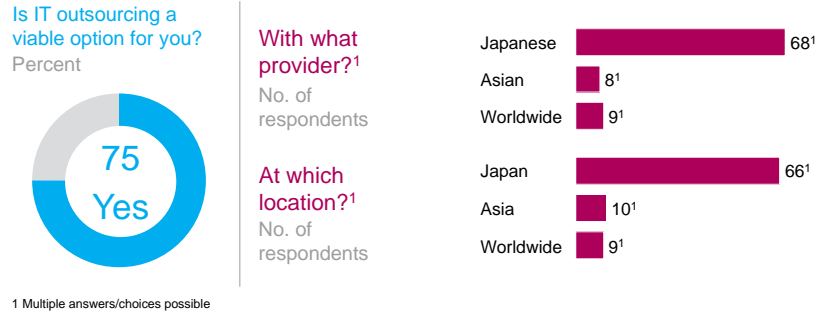 Is IT outsourcing a
viable option for you?
Percent
75
Yes
With what
provider?¹
No. of
respondents
Japanese 68¹
Asian 8¹
Worldwide 9¹
At which
location?¹
No. of
respondents
Japan 66¹
Asia 10¹
Worldwide 9¹
1 Multiple answers/choices possible